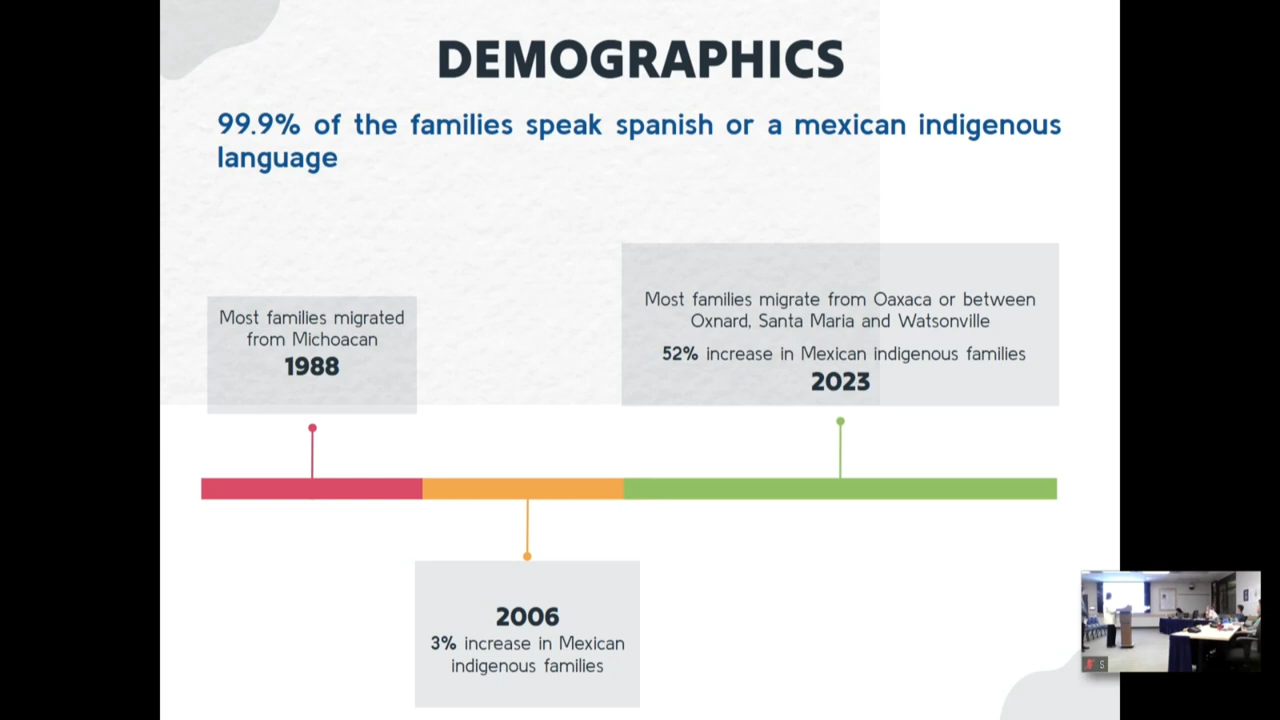 DEMOGRAPHICS
99.9% of the families speak spanish or a mexican indigenous
language
Most families migrated
from Michoacan
1988
Most families migrate from Oaxaca or between
Oxnard, Santa Maria and Watsonville
52% increase in Mexican indigenous families
2023
2006
3% increase in Mexican
indigenous families
S